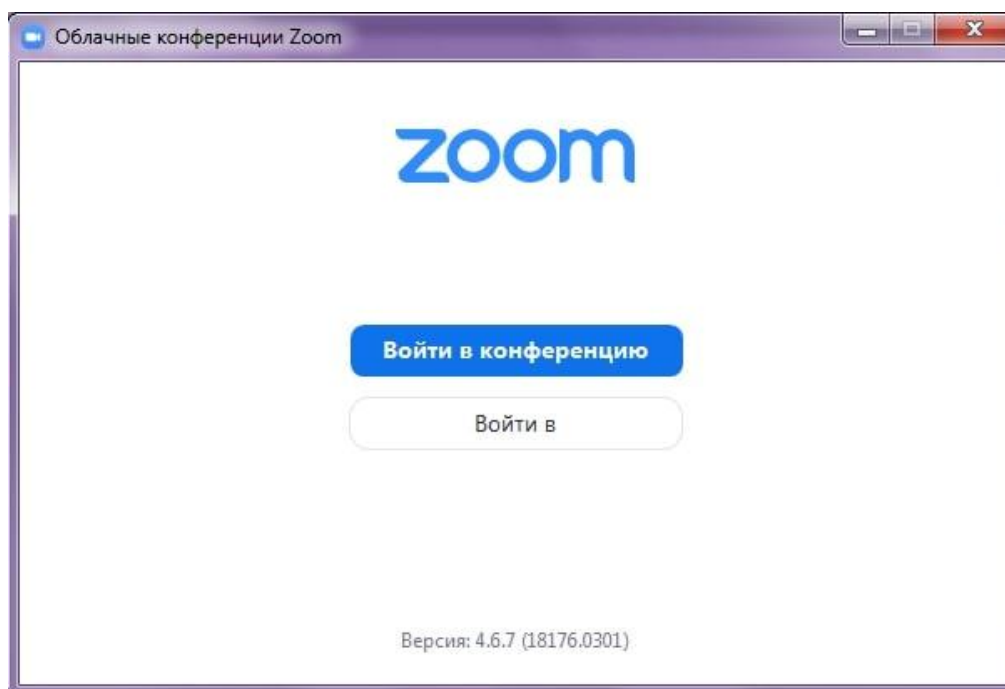 Облачные конференции Zoom
zoom
Войти в конференцию
Войти в
Версия: 4.6.7 (18176.0301)